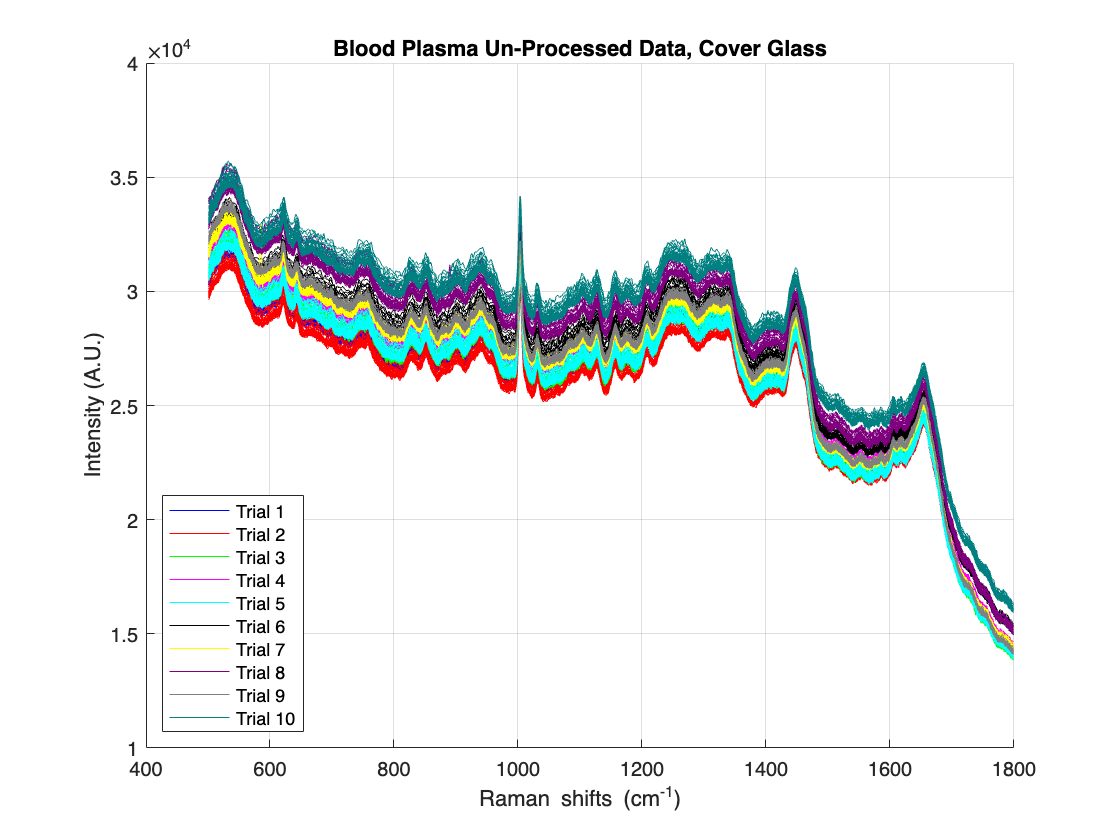 Blood Plasma Un-Processed Data, Cover Glass
×10⁴
4
3.5
3
2.5
2
1.5
1
Intensity (A.U.)
Trial 1
Trial 2
Trial 3
Trial 4
Trial 5
Trial 6
Trial 7
Trial 8
Trial 9
Trial 10
400 600 800 1000 1200 1400 1600 1800
Raman shifts (cm⁻¹)